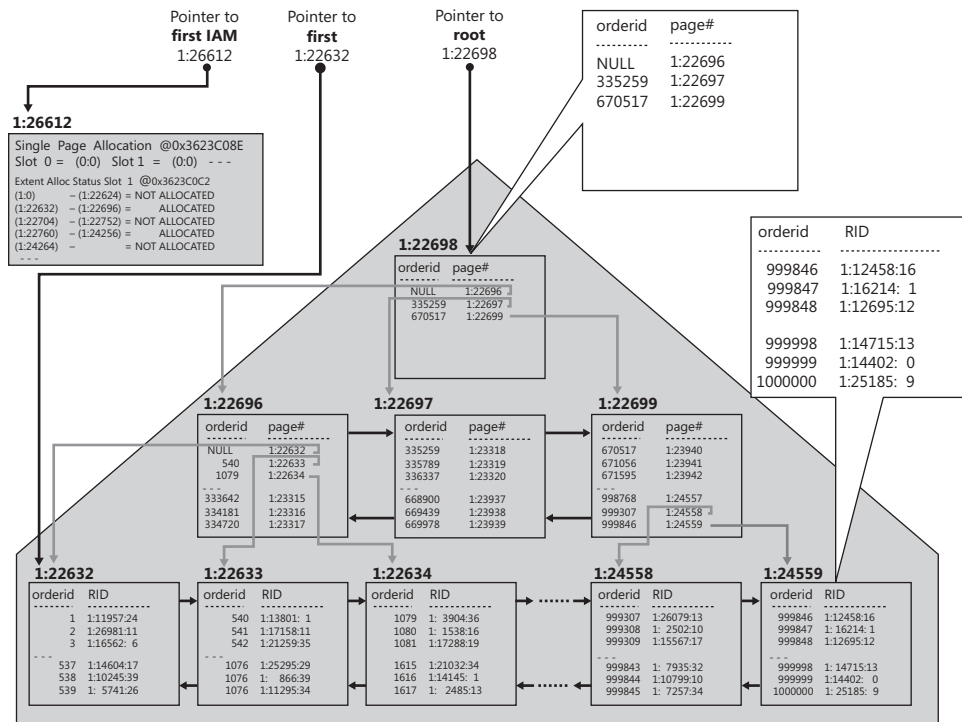 Pointer to
first IAM
1:26612
Pointer to
first
1:22632
Pointer to
root
1:22698
orderid page#
NULL 1:22696
335259 1:22697
670517 1:22699
1:26612
Single Page Allocation @0x3623C08E
Slot 0 = (0:0) Slot 1 = (0:0) - - -
Extent Alloc Status Slot 1 @0x3623C0C2
(1:0) – (1:22624) = NOT ALLOCATED
(1:22632) – (1:22696) = ALLOCATED
(1:22704) – (1:22752) = NOT ALLOCATED
(1:22760) – (1:24256) = ALLOCATED
(1:24264) – = NOT ALLOCATED
- - -
orderid RID
999846 1:12458:16
999847 1:16214: 1
999848 1:12695:12
999998 1:14715:13
999999 1:14402: 0
1000000 1:25185: 9
1:22698
orderid page#
NULL 1:22696
335259 1:22697
670517 1:22699
1:22696
orderid page#
NULL 1:22632
540 1:22633
1079 1:22634
- - -
333642 1:23315
334181 1:23316
334720 1:23317
1:22697
orderid page#
335259 1:23318
335789 1:23319
336337 1:23320
- - -
668900 1:23937
669439 1:23938
669978 1:23939
1:22699
orderid page#
670517 1:23940
671056 1:23941
671595 1:23942
- - -
998768 1:24557
999307 1:24558
999846 1:24559
1:22632
orderid RID
1 1:11957:24
2 1:26981:11
3 1:16562: 6
- - -
537 1:14604:17
538 1:10245:39
539 1: 5741:26
1:22633
orderid RID
540 1:13801: 1
541 1:17158:11
542 1:21259:35
- - -
1076 1:25295:29
1076 1: 866:39
1076 1:11295:34
1:22634
orderid RID
1079 1: 3904:36
1080 1: 1538:16
1081 1:17288:19
- - -
1615 1:21032:34
1616 1:14145: 1
1617 1: 2485:13
1:24558
orderid RID
999307 1:26079:13
999308 1: 2502:10
999309 1:15567:17
- - -
999843 1: 7935:32
999844 1:10799:10
999845 1: 7257:34
1:24559
orderid RID
999846 1:12458:16
999847 1: 16214: 1
999848 1:12695:12
- - -
999998 1: 14715:13
999999 1:14402: 0
1000000 1: 25185: 9